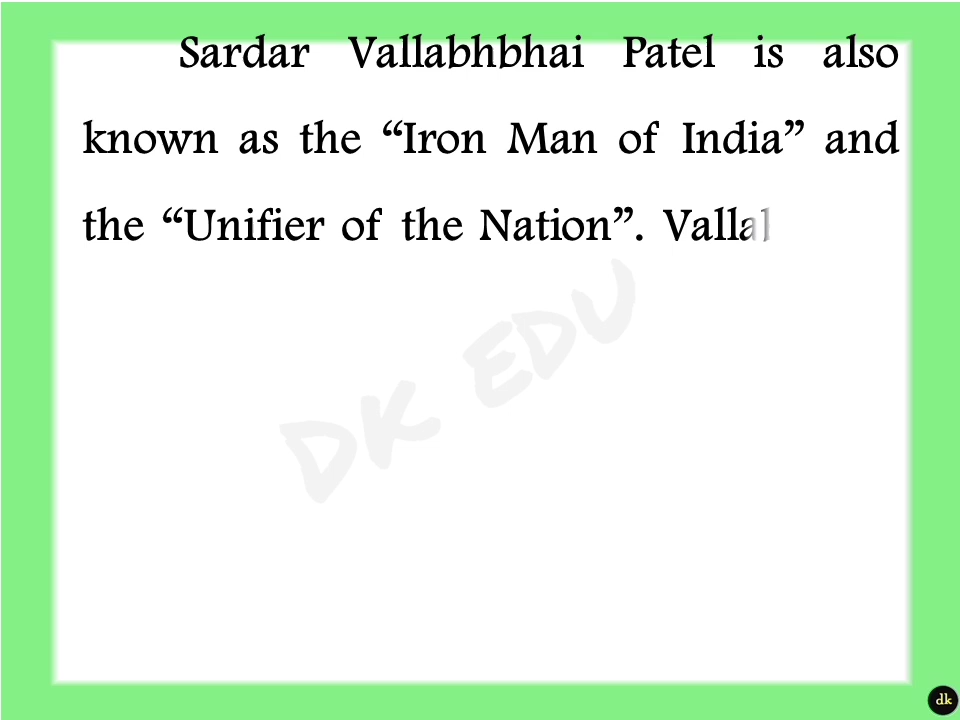 Sardar Vallabhbhai Patel is also
known as the “Iron Man of India” and
the “Unifier of the Nation”. Vallal
DK EDU
dk